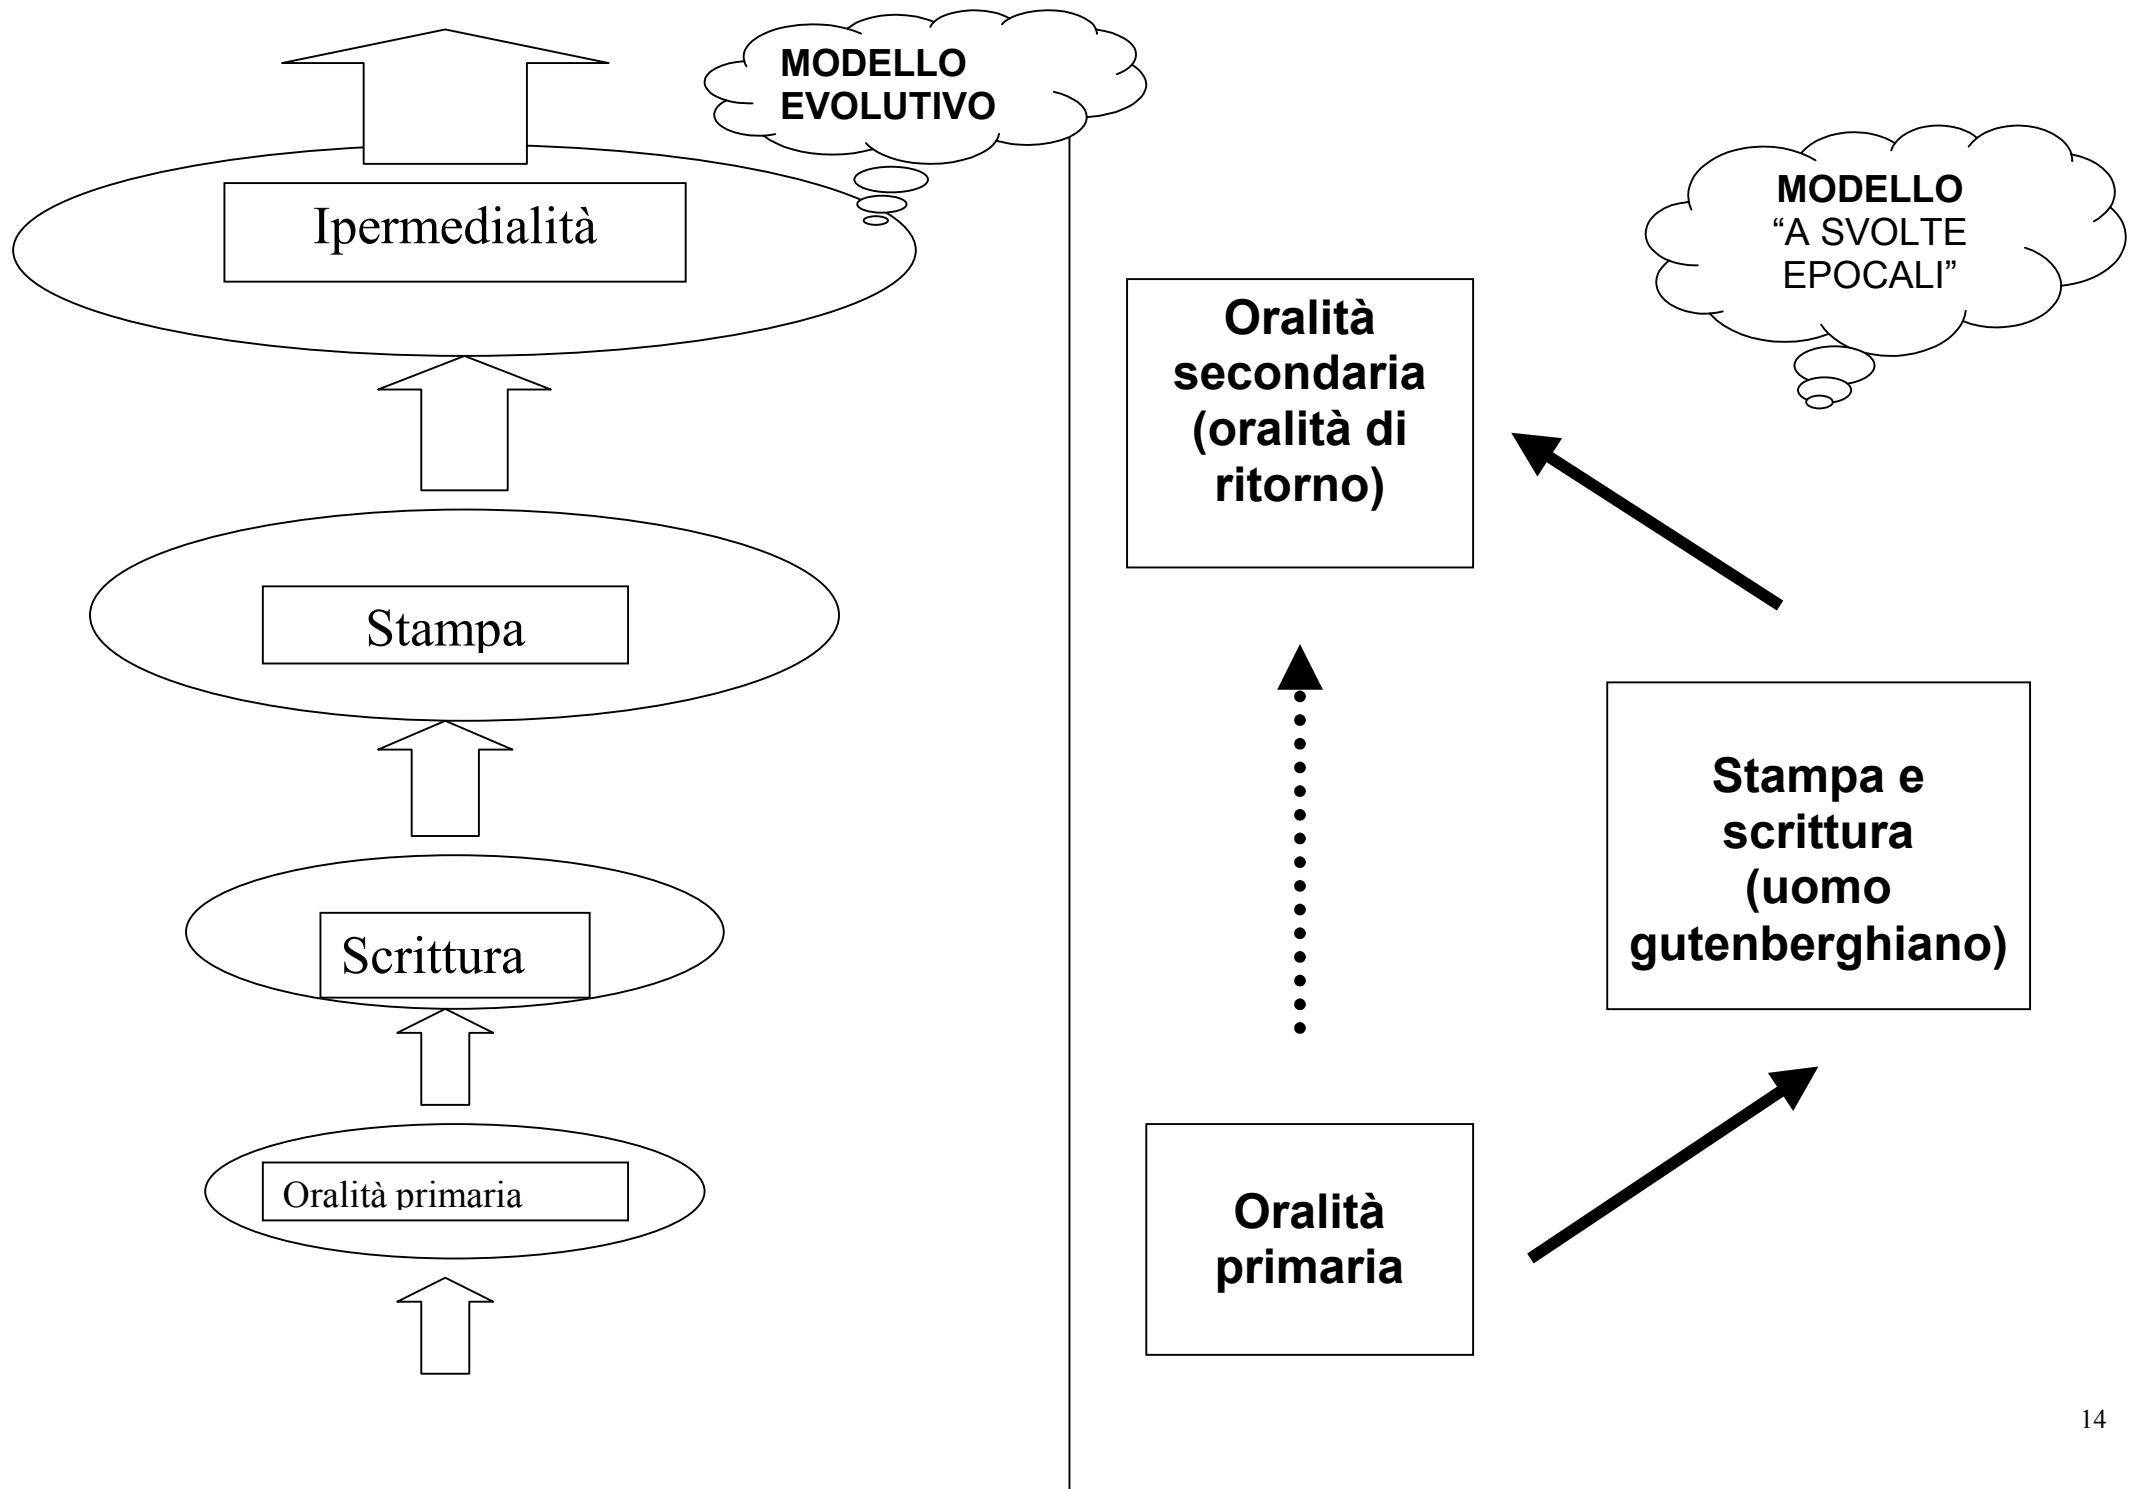 MODELLO
EVOLUTIVO
Ipermedialità
Stampa
Scrittura
Oralità primaria
MODELLO
“A SVOLTE
EPOCALI”
Oralità
secondaria
(oralità di
ritorno)
Stampa e
scrittura
(uomo
gutenberghiano)
Oralità
primaria
14